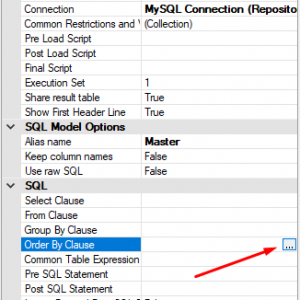 Connection MySQL Connection (Reposito
Common Restrictions and V (Collection)
Pre Load Script
Post Load Script
Final Script
Execution Set 1
Share result table True
Show First Header Line True
SQL Model Options
Alias name Master
Keep column names False
Use raw SQL False
SQL
Select Clause
From Clause
Group By Clause
Order By Clause ...
Common Table Expression
Pre SQL Statement
Post SQL Statement